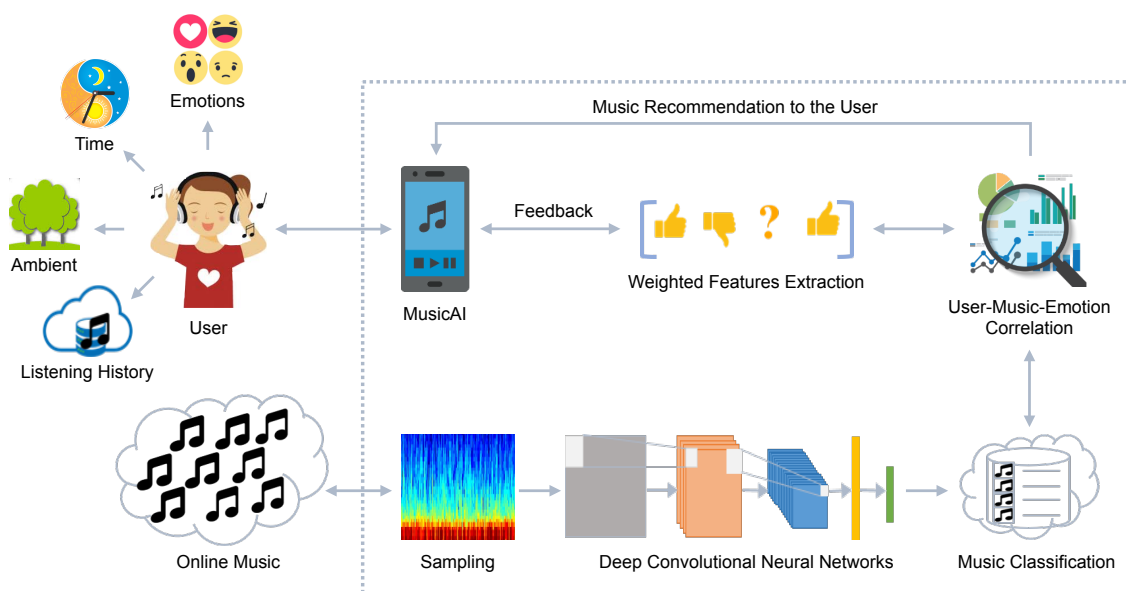 Emotions
Time
Music Recommendation to the User
Ambient
Feedback
User
MusicAI
Weighted Features Extraction
User-Music-Emotion
Correlation
Listening History
Online Music
Sampling
Deep Convolutional Neural Networks
Music Classification